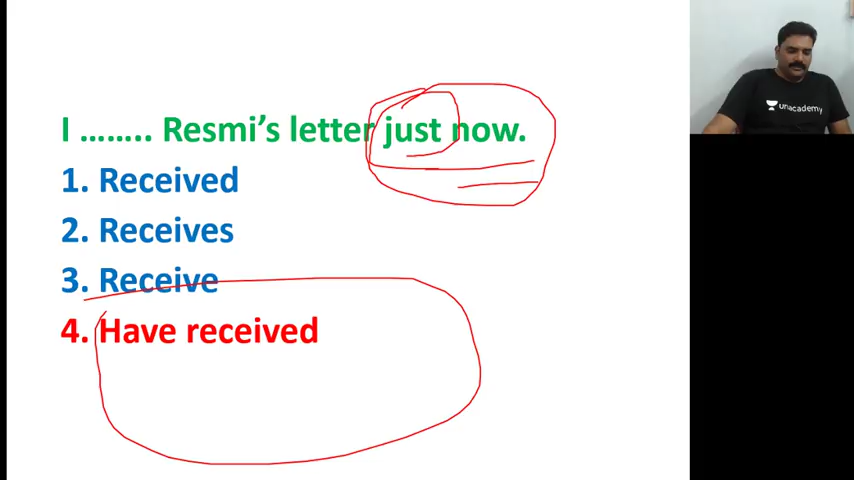 I …….. Resmi’s letter just now.
1. Received
2. Receives
3. Receive
4. Have received
unacademy